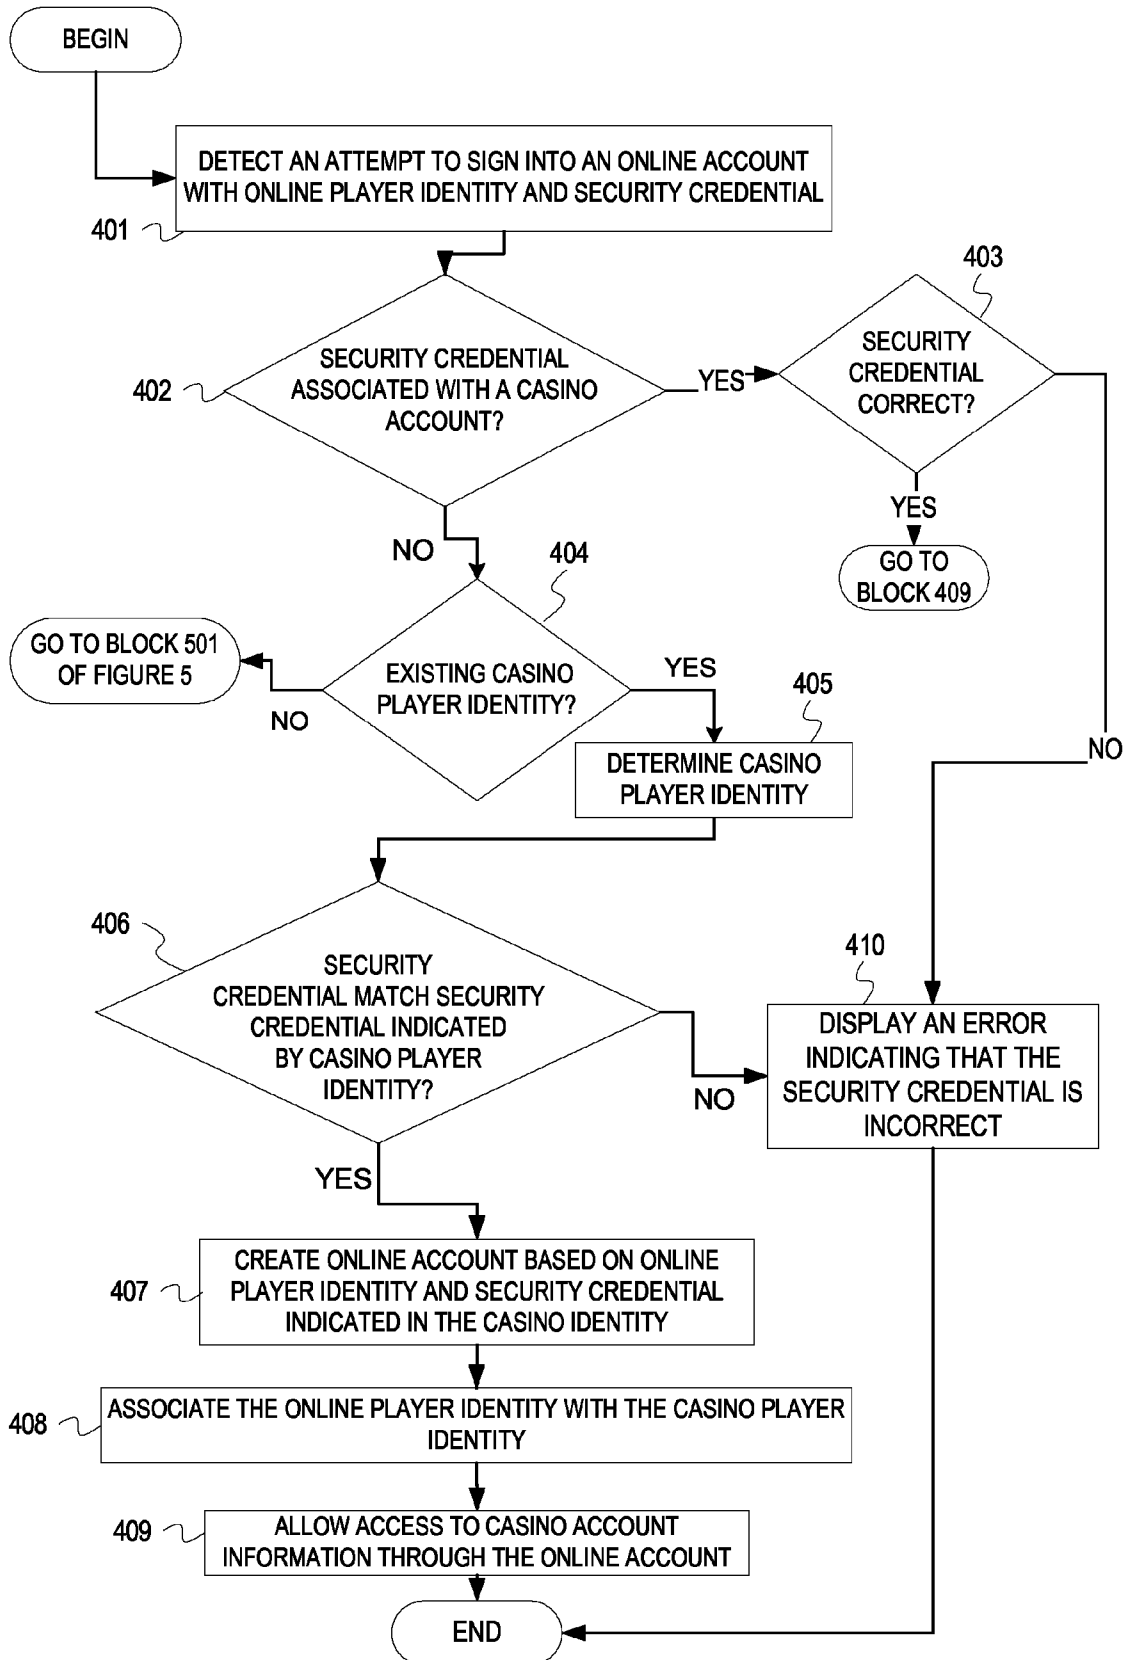 BEGIN
DETECT AN ATTEMPT TO SIGN INTO AN ONLINE ACCOUNT
WITH ONLINE PLAYER IDENTITY AND SECURITY CREDENTIAL
401
403
SECURITY CREDENTIAL
ASSOCIATED WITH A CASINO
ACCOUNT?
402
YES
SECURITY
CREDENTIAL
CORRECT?
YES
GO TO
BLOCK 409
NO
NO
404
EXISTING CASINO
PLAYER IDENTITY?
GO TO BLOCK 501
OF FIGURE 5
NO
YES
405
DETERMINE CASINO
PLAYER IDENTITY
406
SECURITY
CREDENTIAL MATCH SECURITY
CREDENTIAL INDICATED
BY CASINO PLAYER
IDENTITY?
NO
410
DISPLAY AN ERROR
INDICATING THAT THE
SECURITY CREDENTIAL IS
INCORRECT
YES
CREATE ONLINE ACCOUNT BASED ON ONLINE
PLAYER IDENTITY AND SECURITY CREDENTIAL
INDICATED IN THE CASINO IDENTITY
407
ASSOCIATE THE ONLINE PLAYER IDENTITY WITH THE CASINO PLAYER
IDENTITY
408
ALLOW ACCESS TO CASINO ACCOUNT
INFORMATION THROUGH THE ONLINE ACCOUNT
409
END